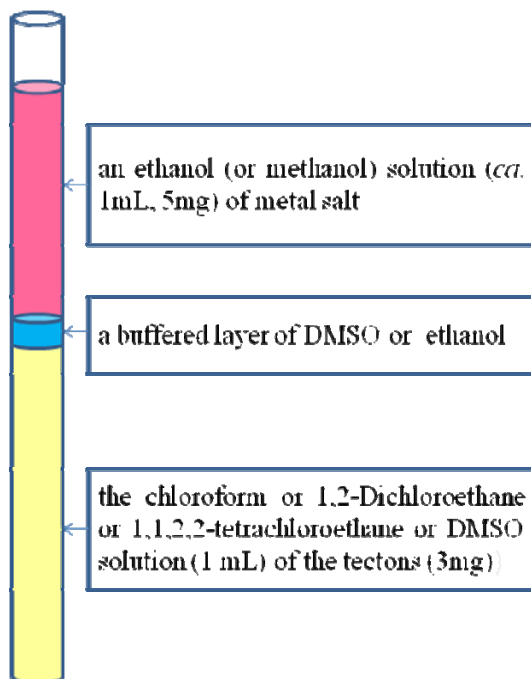 an ethanol (or methanol) solution (ca.
1mL, 5mg) of metal salt
a buffered layer of DMSO or ethanol
the chloroform or 1,2-Dichloroethane
or 1,1,2,2-tetrachloroethane or DMSO
solution (1 mL) of the tectons (3mg)